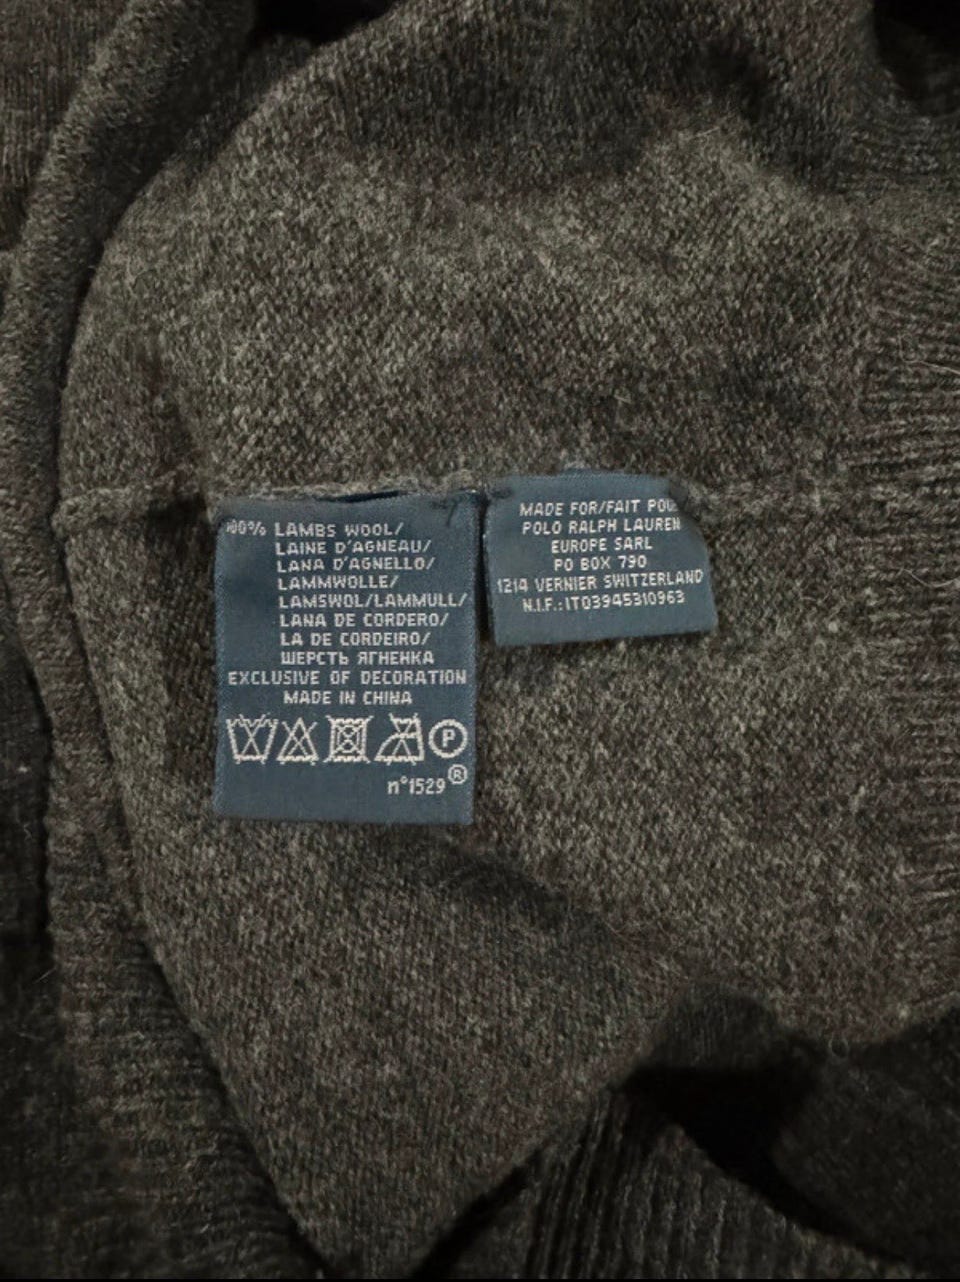 100% LAMBS WOOL/
LAINE D'AGNEAU/
LANA D'AGNELLO/
LAMMWOLLE/
LAMSWOL/LAMMULL/
LANA DE CORDERO/
LA DE CORDEIRO/
ШЕРСТЬ ЯГНЕНКА
EXCLUSIVE OF DECORATION
MADE IN CHINA
P
n°1529®
MADE FOR/FAIT POU
POLO RALPH LAUREN
EUROPE SARL
PO BOX 790
1214 VERNIER SWITZERLAND
N.I.F.:IT03945310963